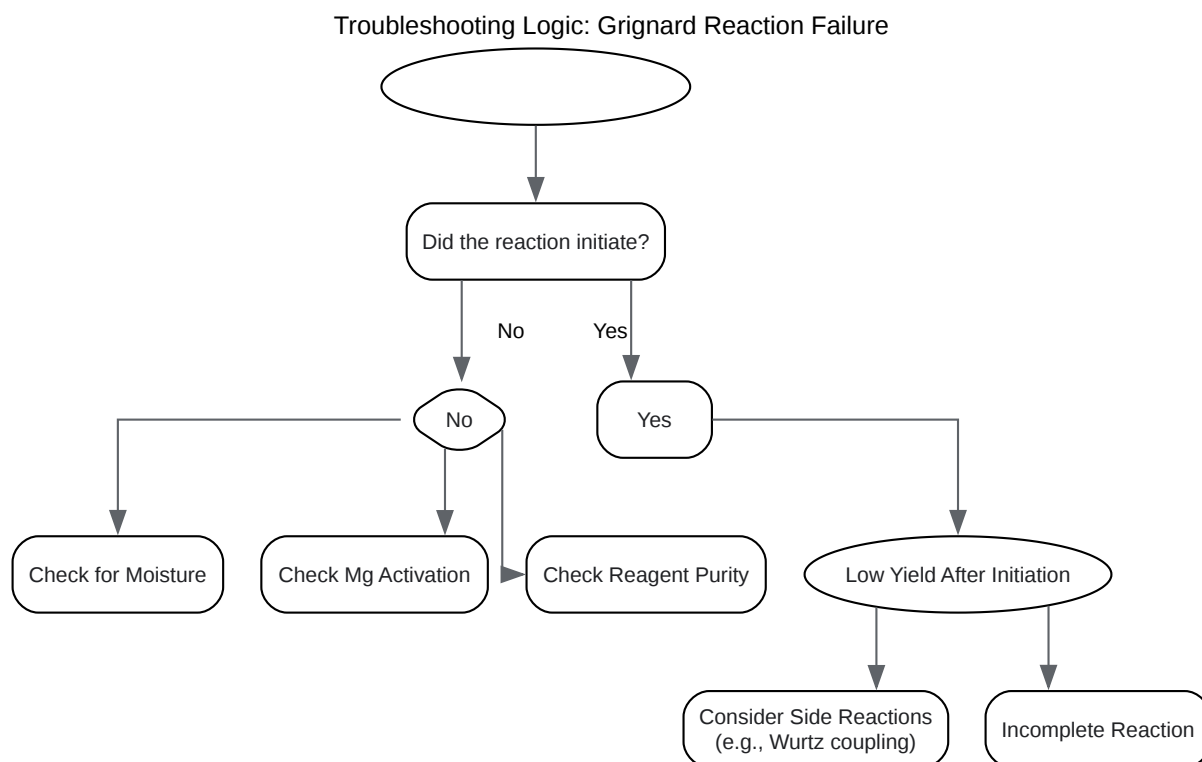 Troubleshooting Logic: Grignard Reaction Failure
Did the reaction initiate?
No
Yes
No
Yes
Check for Moisture
Check Mg Activation
Check Reagent Purity
Low Yield After Initiation
Consider Side Reactions
(e.g., Wurtz coupling)
Incomplete Reaction